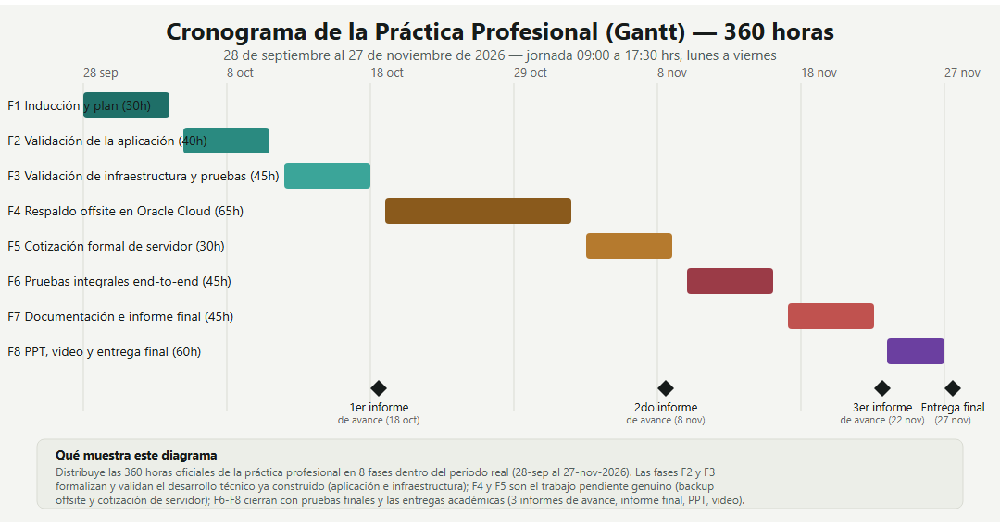 Cronograma de la Práctica Profesional (Gantt) — 360 horas
28 de septiembre al 27 de noviembre de 2026 — jornada 09:00 a 17:30 hrs, lunes a viernes
28 sep 8 oct 18 oct 29 oct 8 nov 18 nov 27 nov
F1 Inducción y plan (30h)
F2 Validación de la aplicación (40h)
F3 Validación de infraestructura y pruebas (45h)
F4 Respaldo offsite en Oracle Cloud (65h)
F5 Cotización formal de servidor (30h)
F6 Pruebas integrales end-to-end (45h)
F7 Documentación e informe final (45h)
F8 PPT, video y entrega final (60h)
1er informe 2do informe 3er informe Entrega final
de avance (18 oct) de avance (8 nov) de avance (22 nov) (27 nov)
Qué muestra este diagrama
Distribuye las 360 horas oficiales de la práctica profesional en 8 fases dentro del periodo real (28-sep al 27-nov-2026). Las fases F2 y F3
formalizan y validan el desarrollo técnico ya construido (aplicación e infraestructura); F4 y F5 son el trabajo pendiente genuino (backup
offsite y cotización de servidor); F6-F8 cierran con pruebas finales y las entregas académicas (3 informes de avance, informe final, PPT, video).